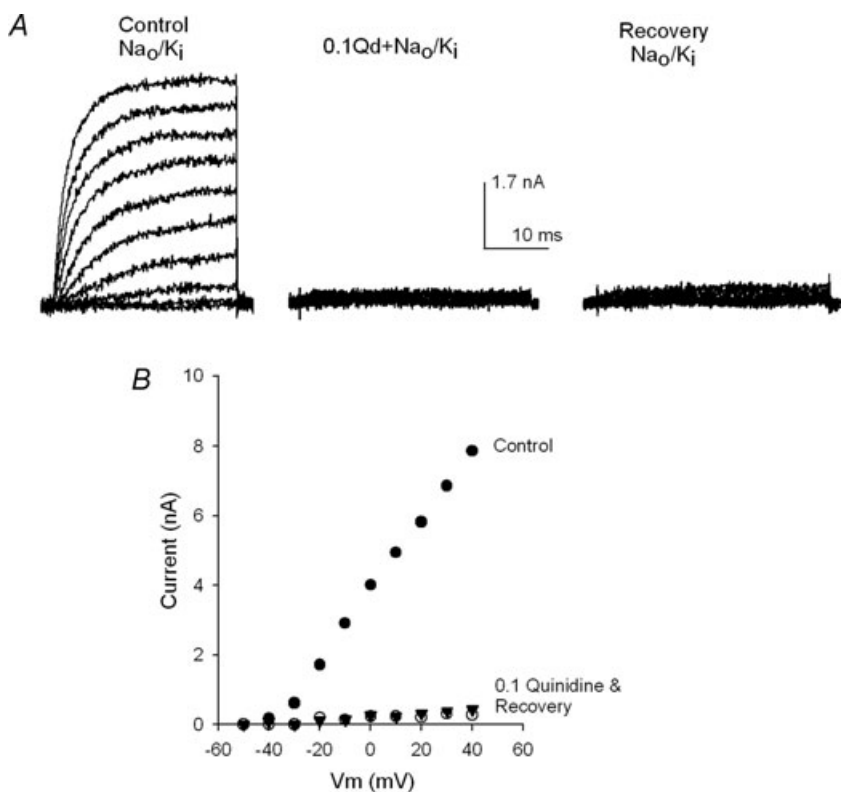 A
Control
Nao/Ki
0.1Qd+Nao/Ki
Recovery
Nao/Ki
1.7 nA
10 ms
B
10
8
6
4
2
0
Current (nA)
Control
0.1 Quinidine &
Recovery
-60 -40 -20 0 20 40 60
Vm (mV)